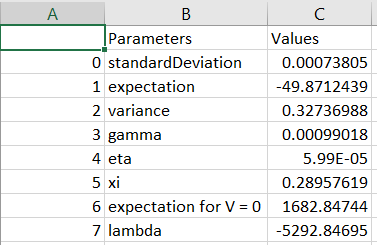 A B C
Parameters Values
0 standardDeviation 0.00073805
1 expectation -49.8712439
2 variance 0.32736988
3 gamma 0.00099018
4 eta 5.99E-05
5 xi 0.28957619
6 expectation for V = 0 1682.84744
7 lambda -5292.84695